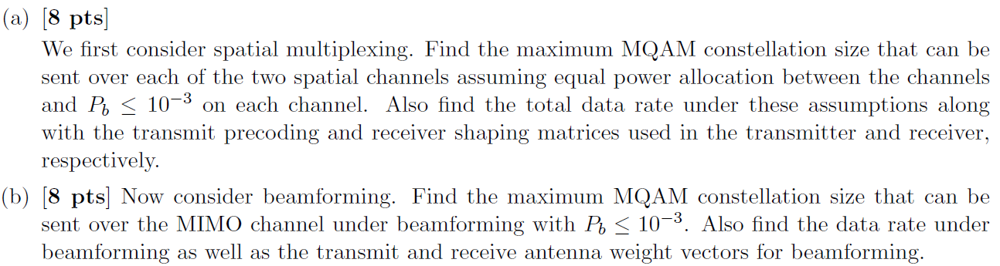 (a) [8 pts]
We first consider spatial multiplexing. Find the maximum MQAM constellation size that can be
sent over each of the two spatial channels assuming equal power allocation between the channels
and $P_b \leq 10^{-3}$ on each channel. Also find the total data rate under these assumptions along
with the transmit precoding and receiver shaping matrices used in the transmitter and receiver,
respectively.
(b) [8 pts] Now consider beamforming. Find the maximum MQAM constellation size that can be
sent over the MIMO channel under beamforming with $P_b \leq 10^{-3}$. Also find the data rate under
beamforming as well as the transmit and receive antenna weight vectors for beamforming.